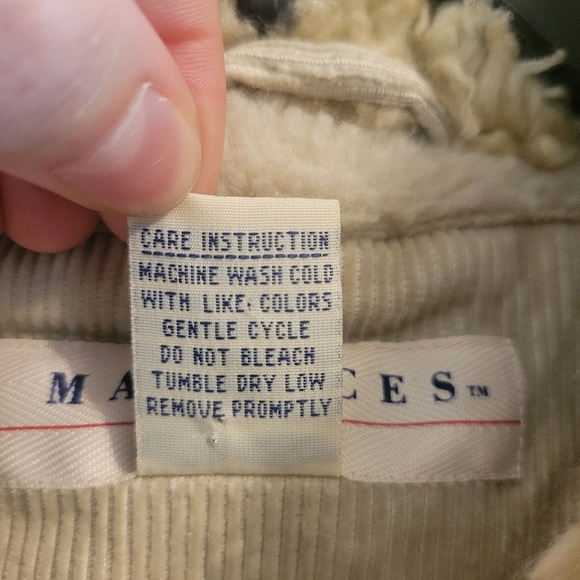 CARE INSTRUCTION
MACHINE WASH COLD
WITH LIKE COLORS
GENTLE CYCLE
DO NOT BLEACH
TUMBLE DRY LOW
REMOVE PROMPTLY